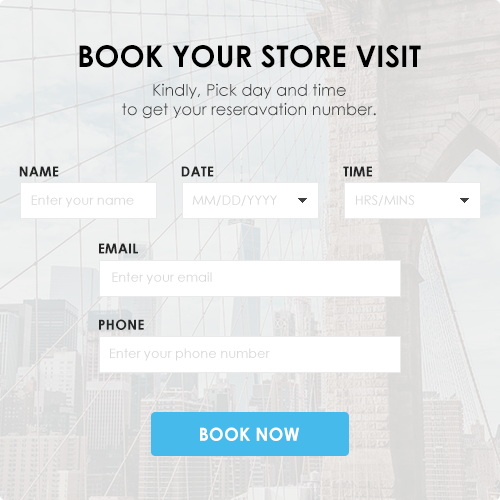 BOOK YOUR STORE VISIT
Kindly, Pick day and time
to get your reseravation number.
NAME DATE TIME
Enter your name MM/DD/YYYY HRS/MINS
EMAIL
Enter your email
PHONE
Enter your phone number
BOOK NOW